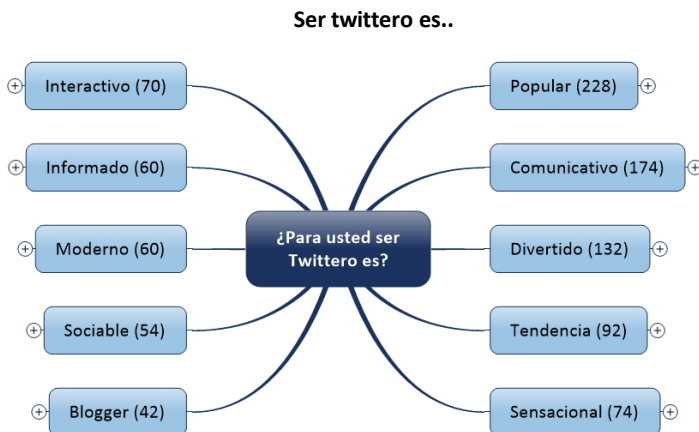 Ser twittero es..
Interactivo (70)
Popular (228)
Informado (60)
Comunicativo (174)
¿Para usted ser
Twittero es?
Moderno (60)
Divertido (132)
Sociable (54)
Tendencia (92)
Blogger (42)
Sensacional (74)